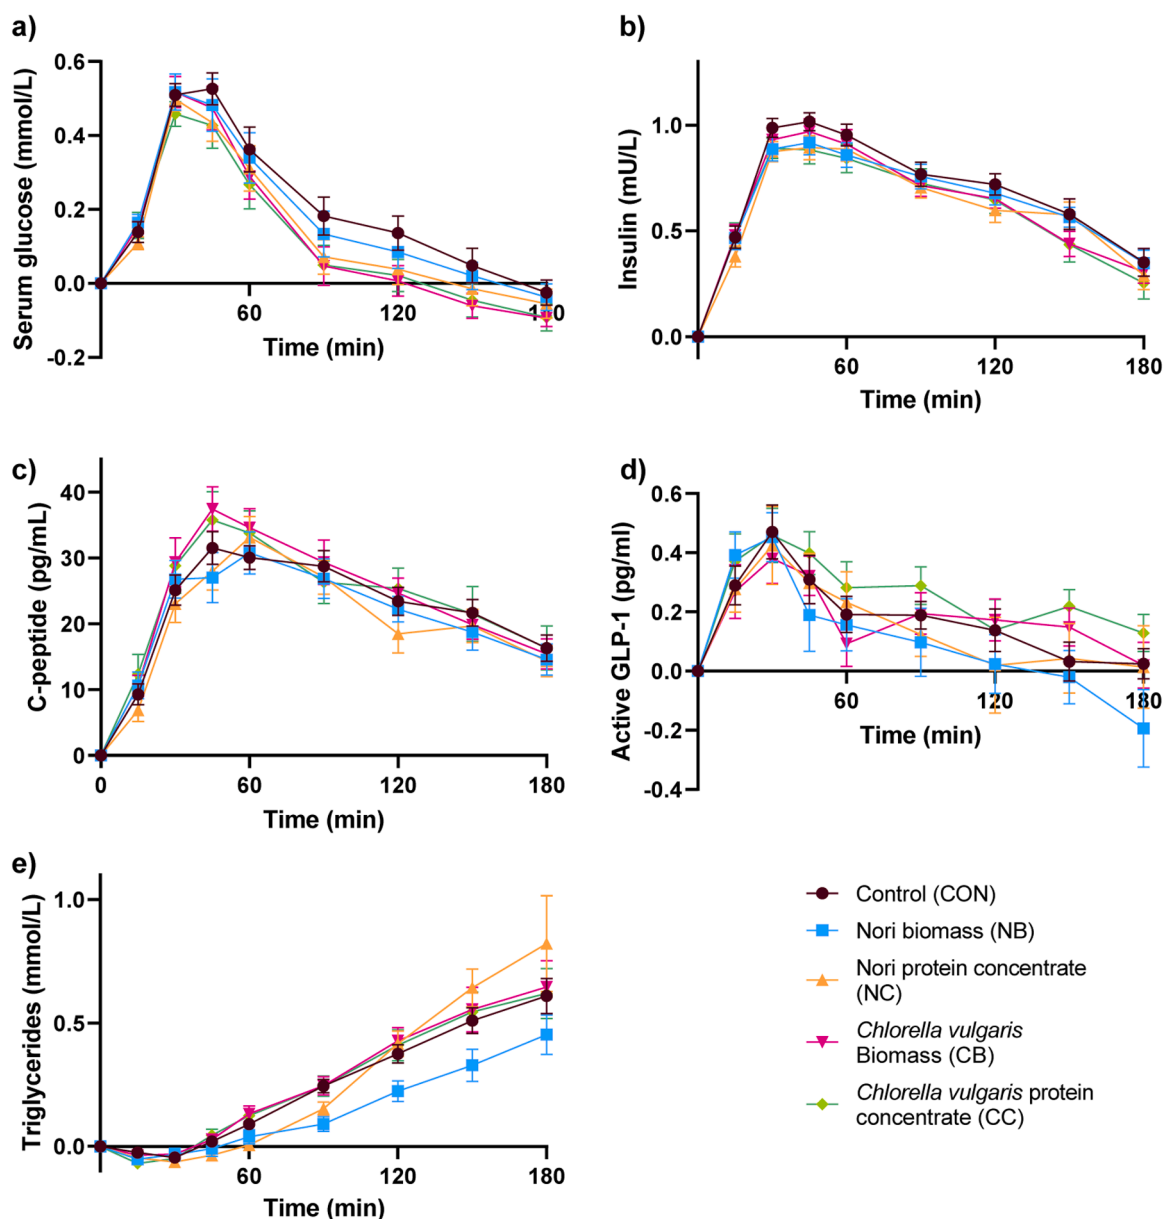 a)
0.6
0.4
0.2
0.0
-0.2
60
120
Serum glucose (mmol/L)
Time (min)
b)
1.0
0.5
0.0
60
120
180
Insulin (mU/L)
Time (min)
c)
40
30
20
10
0
0
60
120
180
C-peptide (pg/mL)
Time (min)
d)
0.6
0.4
0.2
0.0
-0.2
-0.4
60
120
180
Active GLP-1 (pg/ml)
Time (min)
e)
1.0
0.5
0.0
60
120
180
Triglycerides (mmol/L)
Time (min)
Control (CON)
Nori biomass (NB)
Nori protein concentrate
(NC)
Chlorella vulgaris
Biomass (CB)
Chlorella vulgaris protein
concentrate (CC)